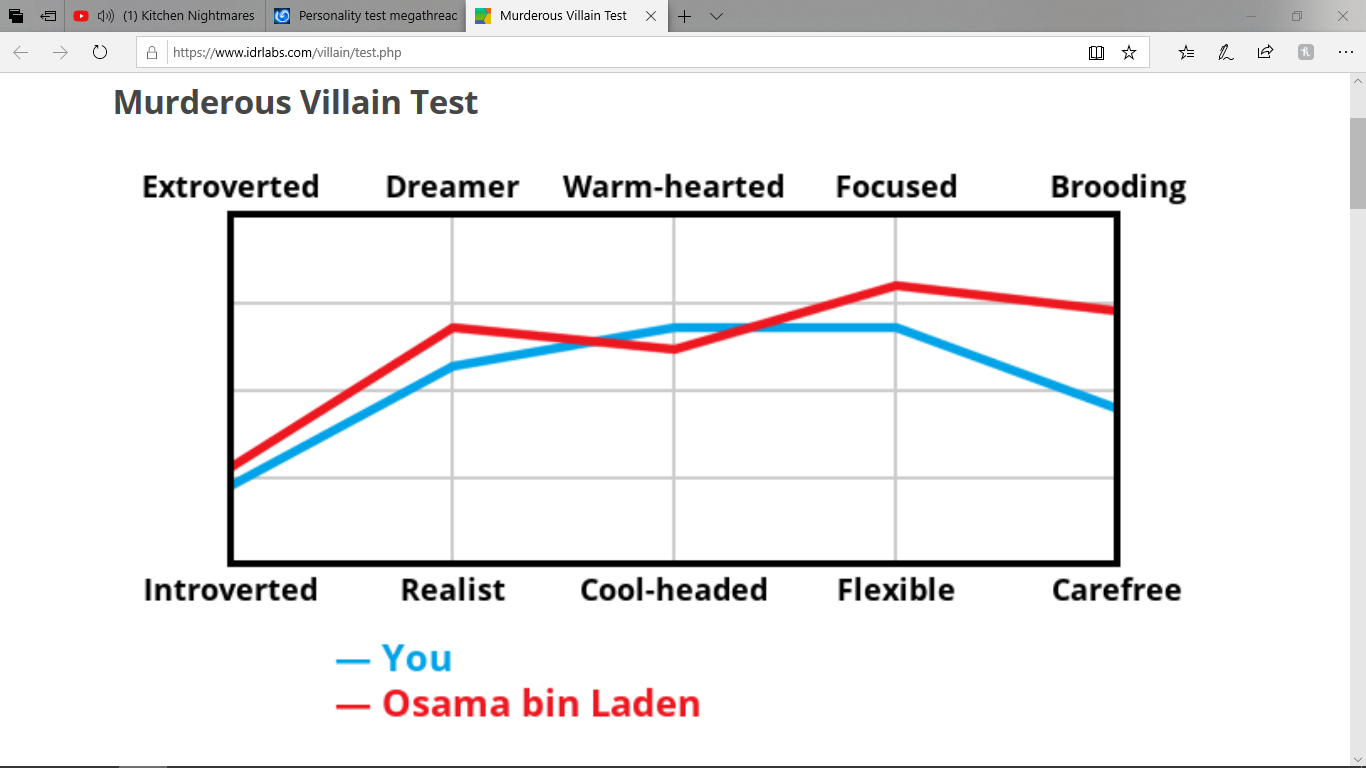 (1) Kitchen Nightmares
Personality test megathreac
Murderous Villain Test
https://www.idrlabs.com/villain/test.php
Murderous Villain Test
Extroverted Dreamer Warm-hearted Focused Brooding
Introverted Realist Cool-headed Flexible Carefree
— You
— Osama bin Laden